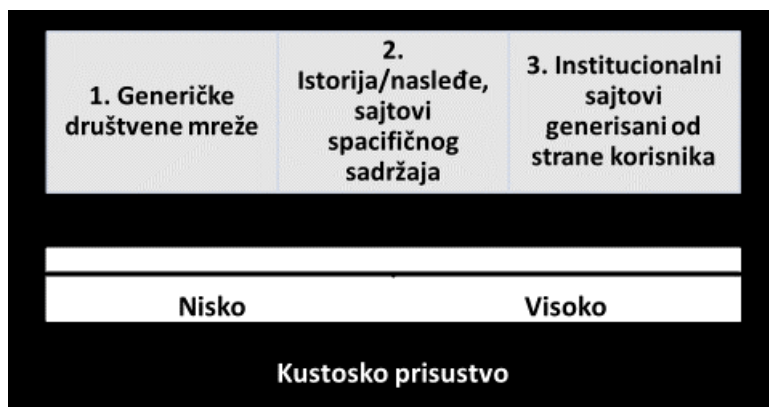 1. Generičke
društvene mreže
2.
Istorija/nasleđe,
sajtovi
spacifičnog
sadržaja
3. Institucionalni
sajtovi
generisani od
strane korisnika
Nisko
Visoko
Kustosko prisustvo